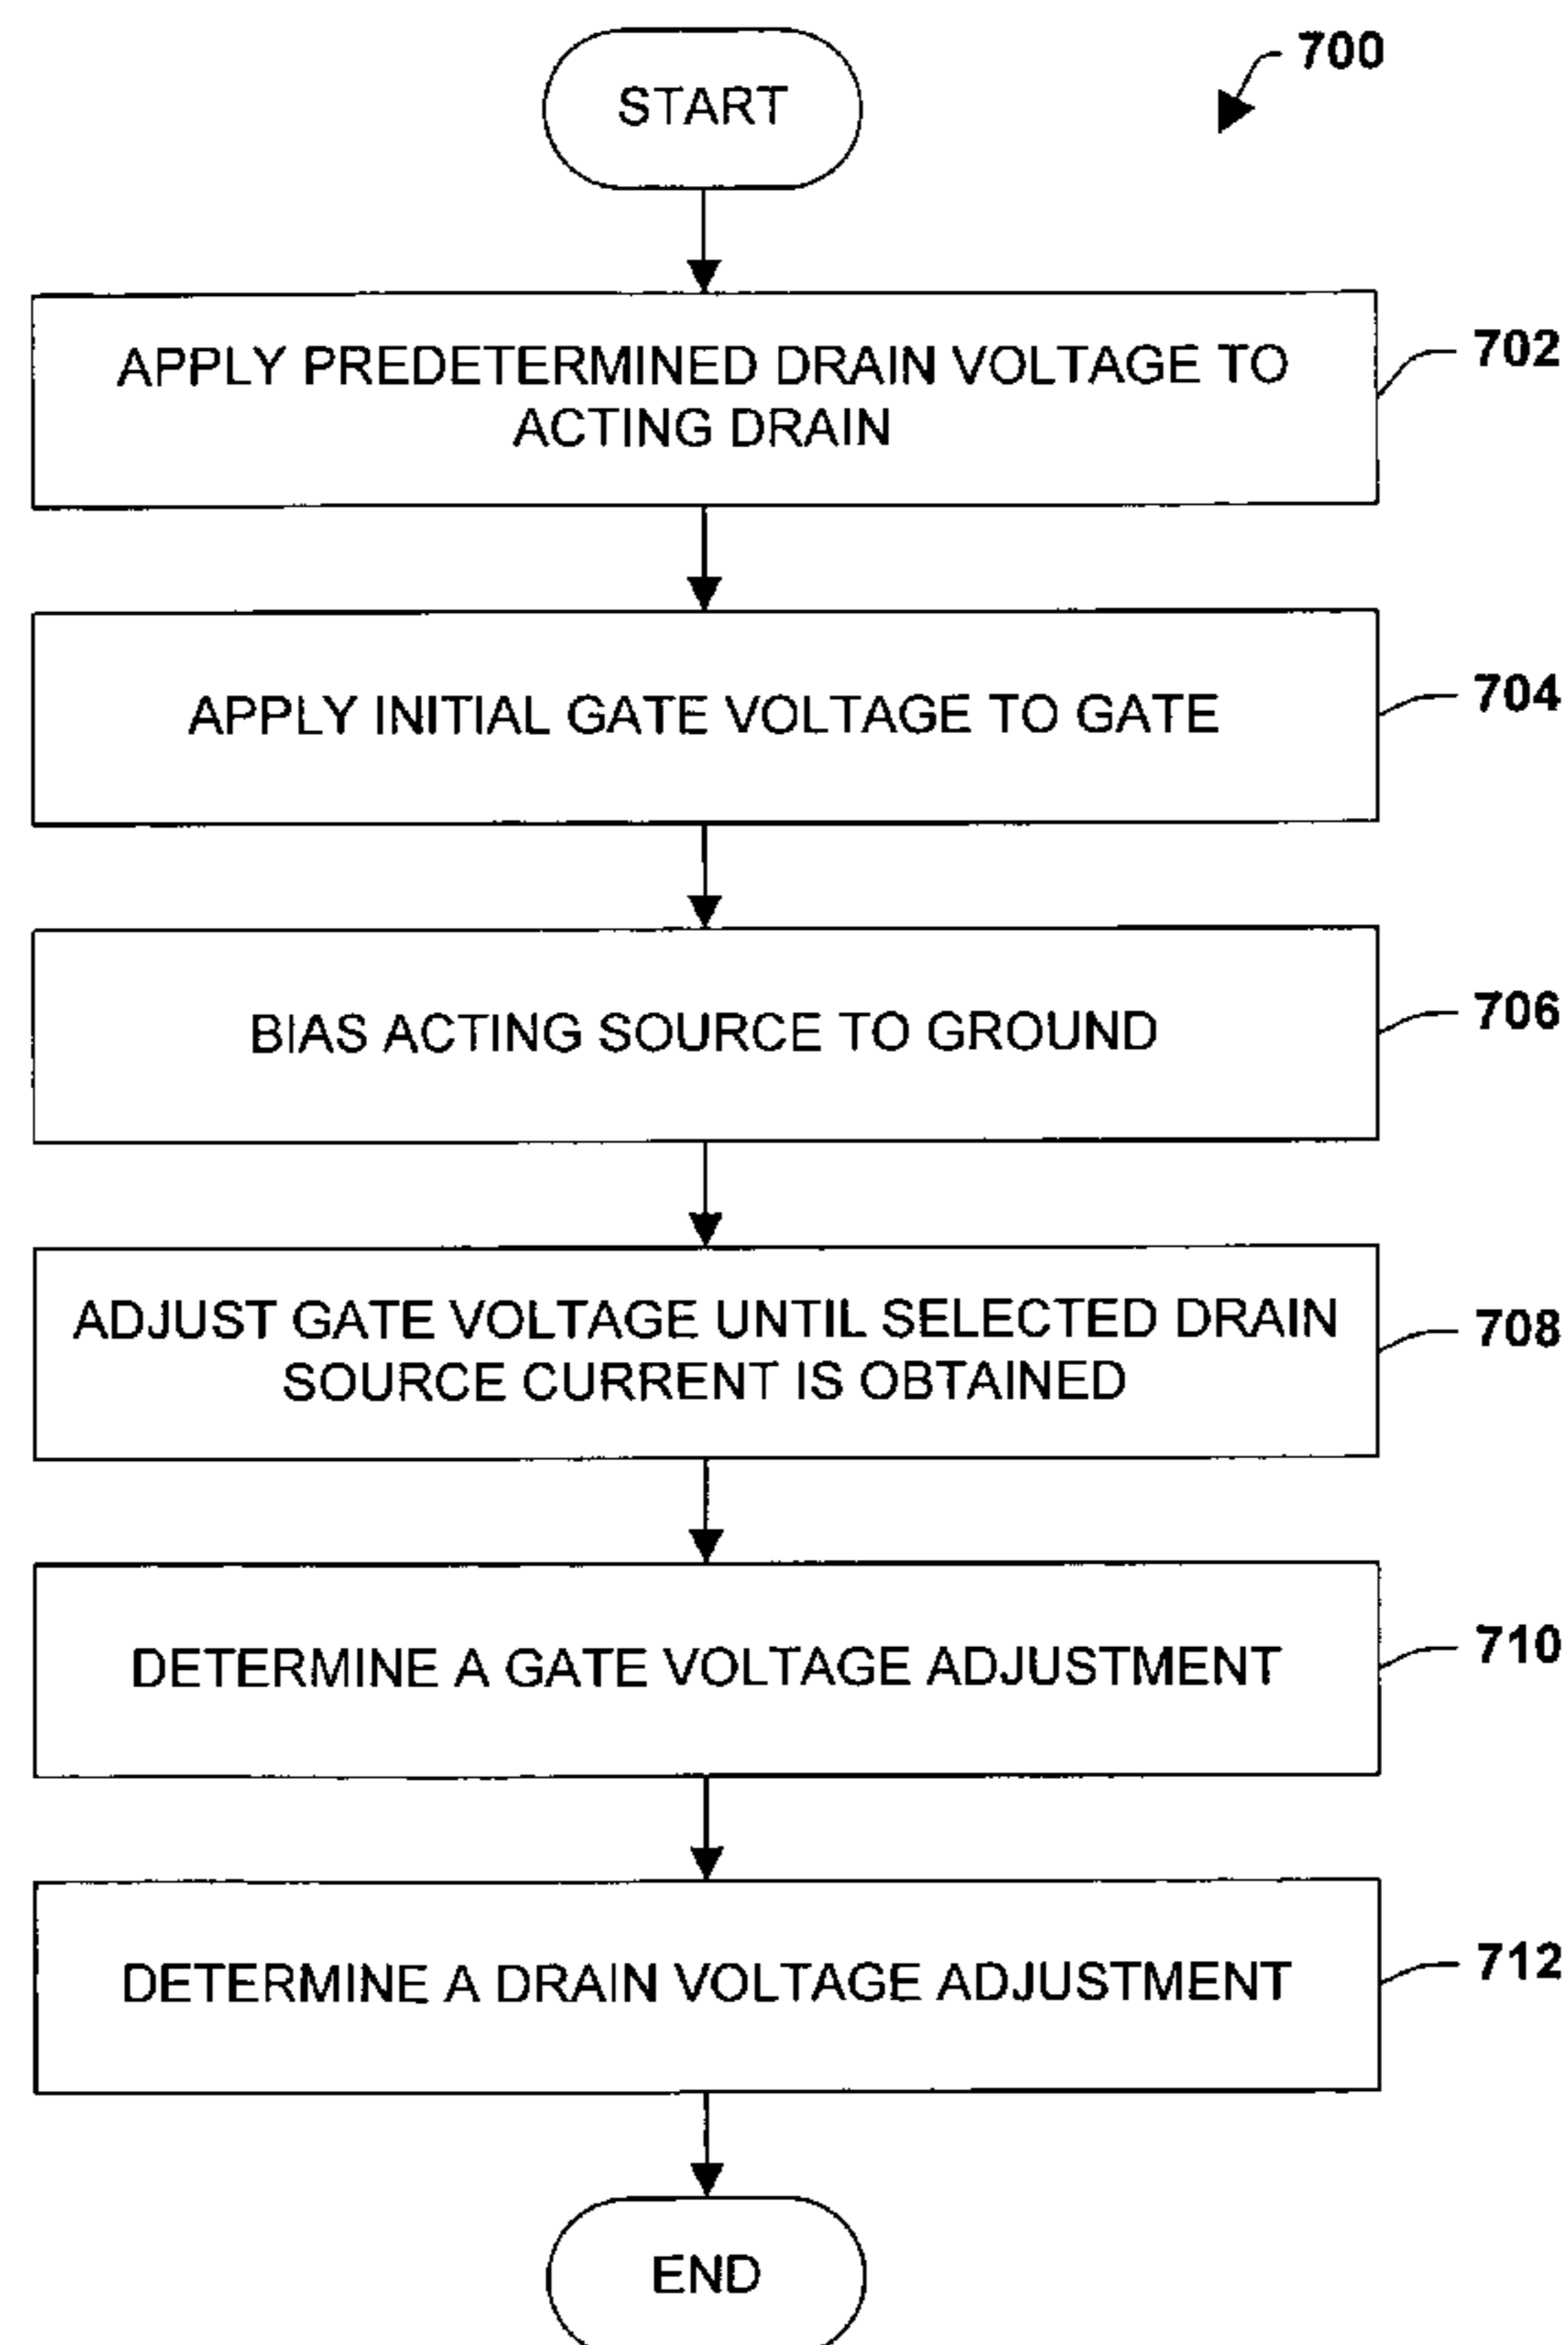 START
700
APPLY PREDETERMINED DRAIN VOLTAGE TO
ACTING DRAIN
702
APPLY INITIAL GATE VOLTAGE TO GATE
704
BIAS ACTING SOURCE TO GROUND
706
ADJUST GATE VOLTAGE UNTIL SELECTED DRAIN
SOURCE CURRENT IS OBTAINED
708
DETERMINE A GATE VOLTAGE ADJUSTMENT
710
DETERMINE A DRAIN VOLTAGE ADJUSTMENT
712
END